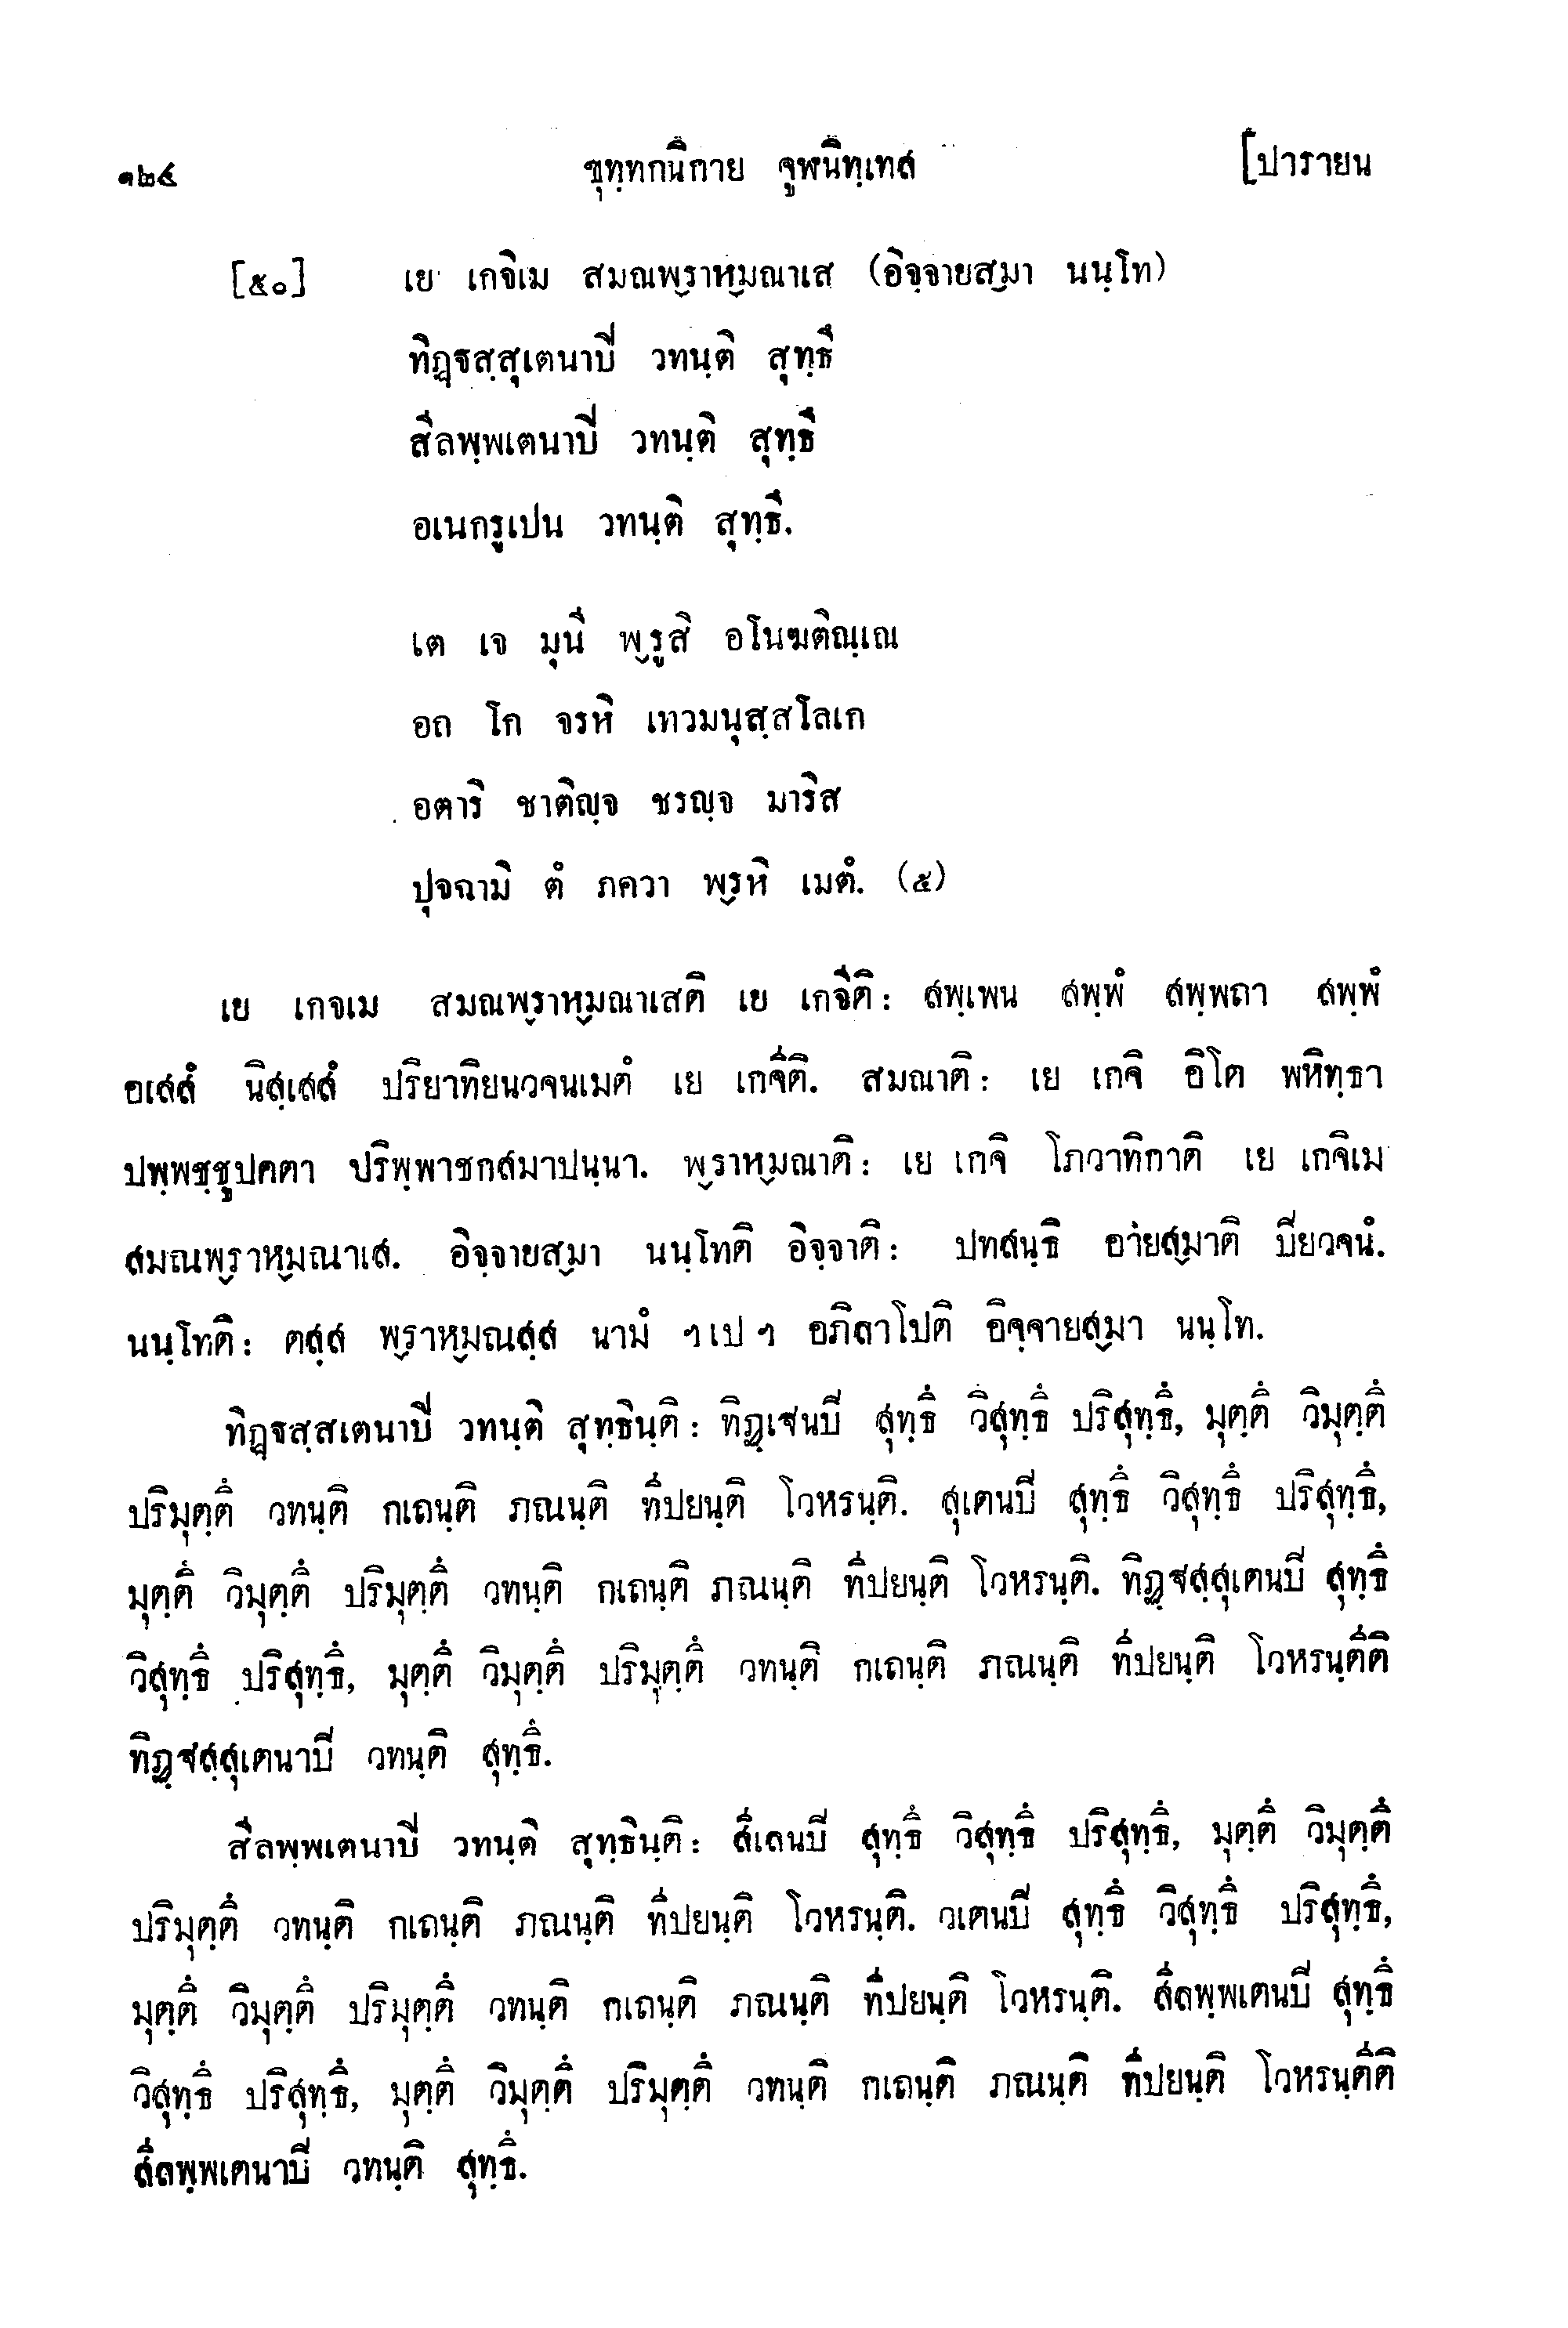 ๑๒๔ ขุทฺทกนิกาย จูฬนิทฺเทส [ปารายน
[๕๐] เย เกจิเม สมณพฺราหฺมณาเส (อิจฺจายสฺมา นนฺโท)
ทิฏฺฐสฺสุเตนาปิ วทนฺติ สุทฺธึ
สีลพฺพเตนาปิ วทนฺติ สุทฺธึ
อเนกรูเปน วทนฺติ สุทฺธึ.
เต เจ มุนี พฺรูสิ อโนฆติณฺเณ
อถ โก จรหิ เทวมนุสฺสโลเก
อตาริ ชาติญฺจ ชรญฺจ มาริส
ปุจฉามิ ตํ ภควา พฺรูหิ เมตํ. (๕)
เย เกจเม สมณพฺราหฺมณาเสติ เย เกจีติ: สพฺเพน สพฺพํ สพฺพถา สพฺพํ
อเสสํ นิสฺเสสํ ปริยาทิยนวจนเมตํ เย เกจีติ. สมณาติ: เย เกจิ อิโต พหิทฺธา
ปพฺพชฺชูปคตา ปริพฺพาชกสมาปนฺนา. พฺราหฺมณาติ: เย เกจิ โภวาทิกาติ เย เกจิเม
สมณพฺราหฺมณาเส. อิจฺจายสฺมา นนฺโทติ อิจฺจาติ: ปทสนฺธิ อายสฺมาติ ปิยวจนํ.
นนฺโทติ: ตสฺส พฺราหฺมณสฺส นามํ ฯเปฯ อภิลาโปติ อิจฺจายสฺมา นนฺโท.
ทิฏฺฐสฺสเตนาปิ วทนฺติ สุทฺธินฺติ: ทิฏฺเฐนปิ สุทฺธึ วิสุทฺธึ ปริสุทฺธึ, มุตฺตึ วิมุตฺตึ
ปริมุตฺตึ วทนฺติ กเถนฺติ ภณนฺติ ทีปยนฺติ โวหรนฺติ. สุเตนปิ สุทฺธึ วิสุทฺธึ ปริสุทฺธึ,
มุตฺตึ วิมุตฺตึ ปริมุตฺตึ วทนฺติ กเถนฺติ ภณนฺติ ทีปยนฺติ โวหรนฺติ. ทิฏฺฐสฺสุเตนปิ สุทฺธึ
วิสุทฺธึ ปริสุทฺธึ, มุตฺตึ วิมุตฺตึ ปริมุตฺตึ วทนฺติ กเถนฺติ ภณนฺติ ทีปยนฺติ โวหรนฺตีติ
ทิฏฺฐสฺสุเตนาปิ วทนฺติ สุทฺธึ.
สีลพฺพเตนาปิ วทนฺติ สุทฺธินฺติ: สีเลนปิ สุทฺธึ วิสุทฺธึ ปริสุทฺธึ, มุตฺตึ วิมุตฺตึ
ปริมุตฺตึ วทนฺติ กเถนฺติ ภณนฺติ ทีปยนฺติ โวหรนฺติ. วเตนปิ สุทฺธึ วิสุทฺธึ ปริสุทฺธึ,
มุตฺตึ วิมุตฺตึ ปริมุตฺตึ วทนฺติ กเถนฺติ ภณนฺติ ทีปยนฺติ โวหรนฺติ. สีลพฺพเตนปิ สุทฺธึ
วิสุทฺธึ ปริสุทฺธึ, มุตฺตึ วิมุตฺตึ ปริมุตฺตึ วทนฺติ กเถนฺติ ภณนฺติ ทีปยนฺติ โวหรนฺตีติ
สีลพฺพเตนาปิ วทนฺติ สุทฺธึ.